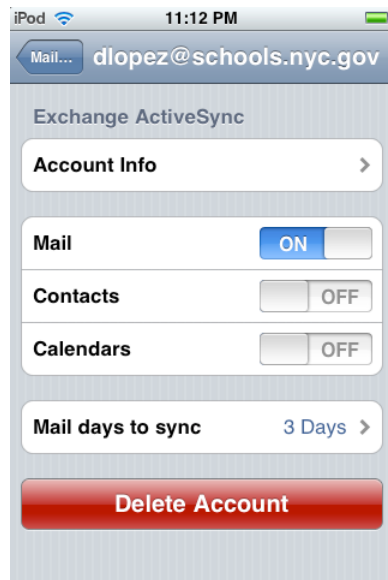 iPod 11:12 PM
Mail... dlopez@schools.nyc.gov
Exchange ActiveSync
Account Info
Mail ON
Contacts OFF
Calendars OFF
Mail days to sync 3 Days
Delete Account